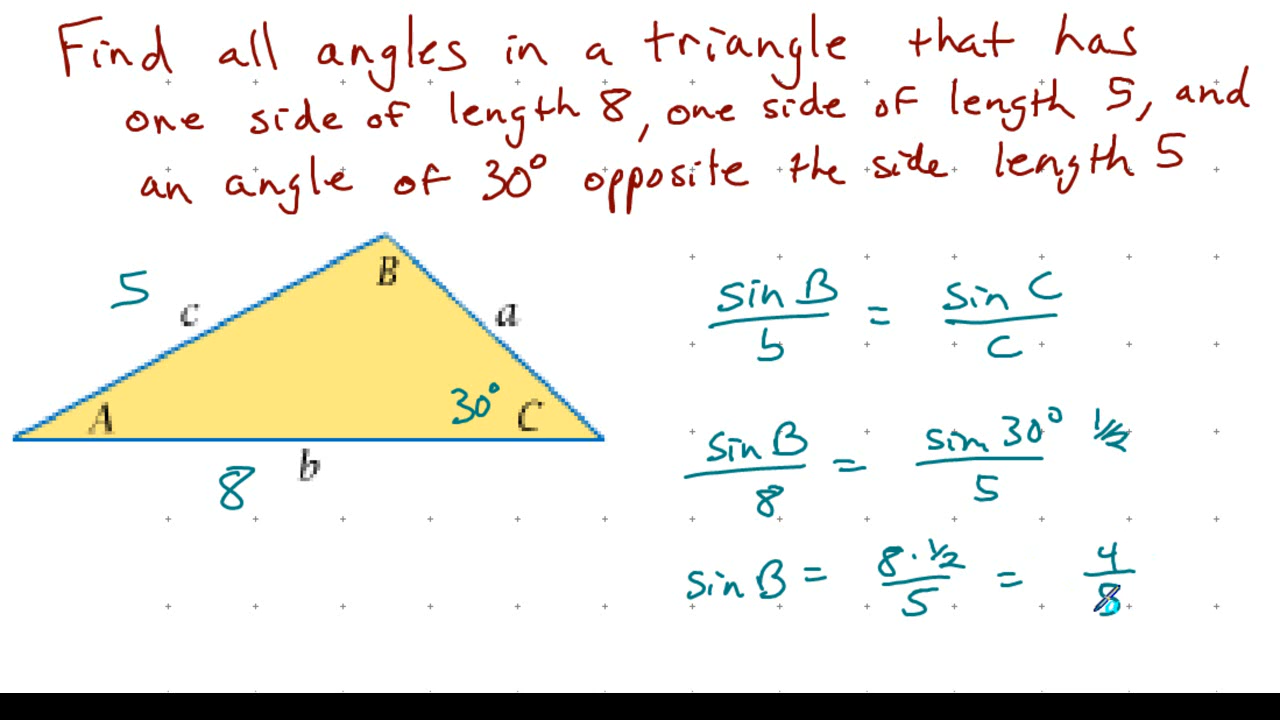 Find all angles in a triangle that has
one side of length 8, one side of length 5, and
an angle of 30° opposite the side length 5
5
c
B
a
A
30°
C
b
8
sin B / b = sin C / c
sin B / 8 = sin 30° / 5 1/2
sin B = 8 · 1/2 / 5 = 4 /